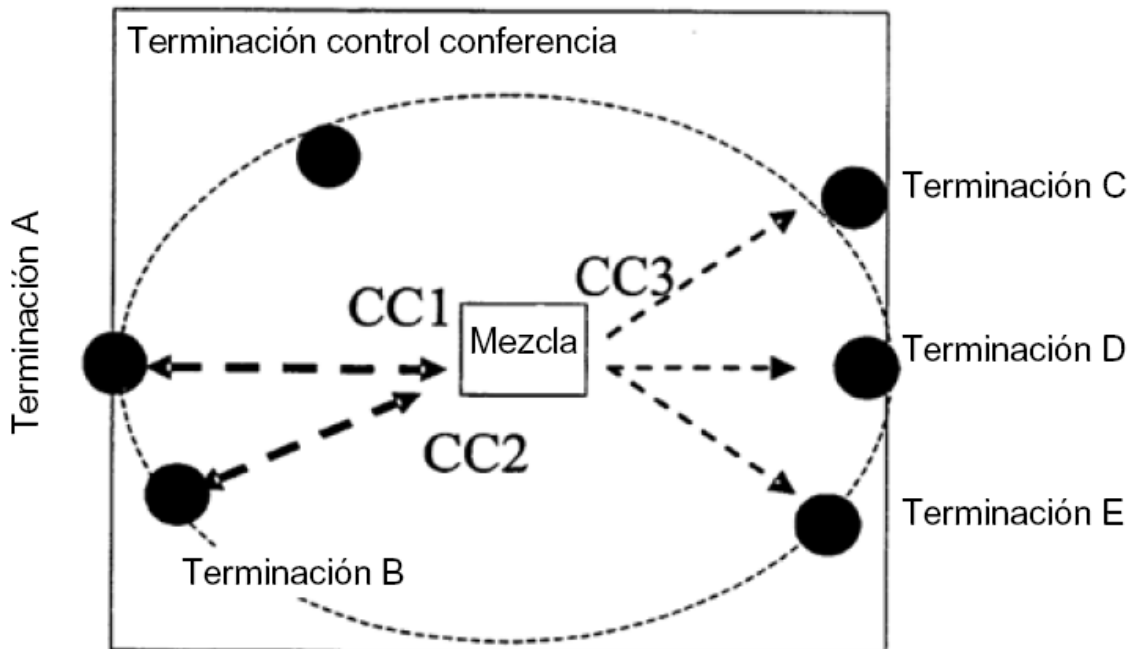 Terminación control conferencia
Terminación C
Terminación A
CC3
CC1
Mezcla
Terminación D
CC2
Terminación E
Terminación B